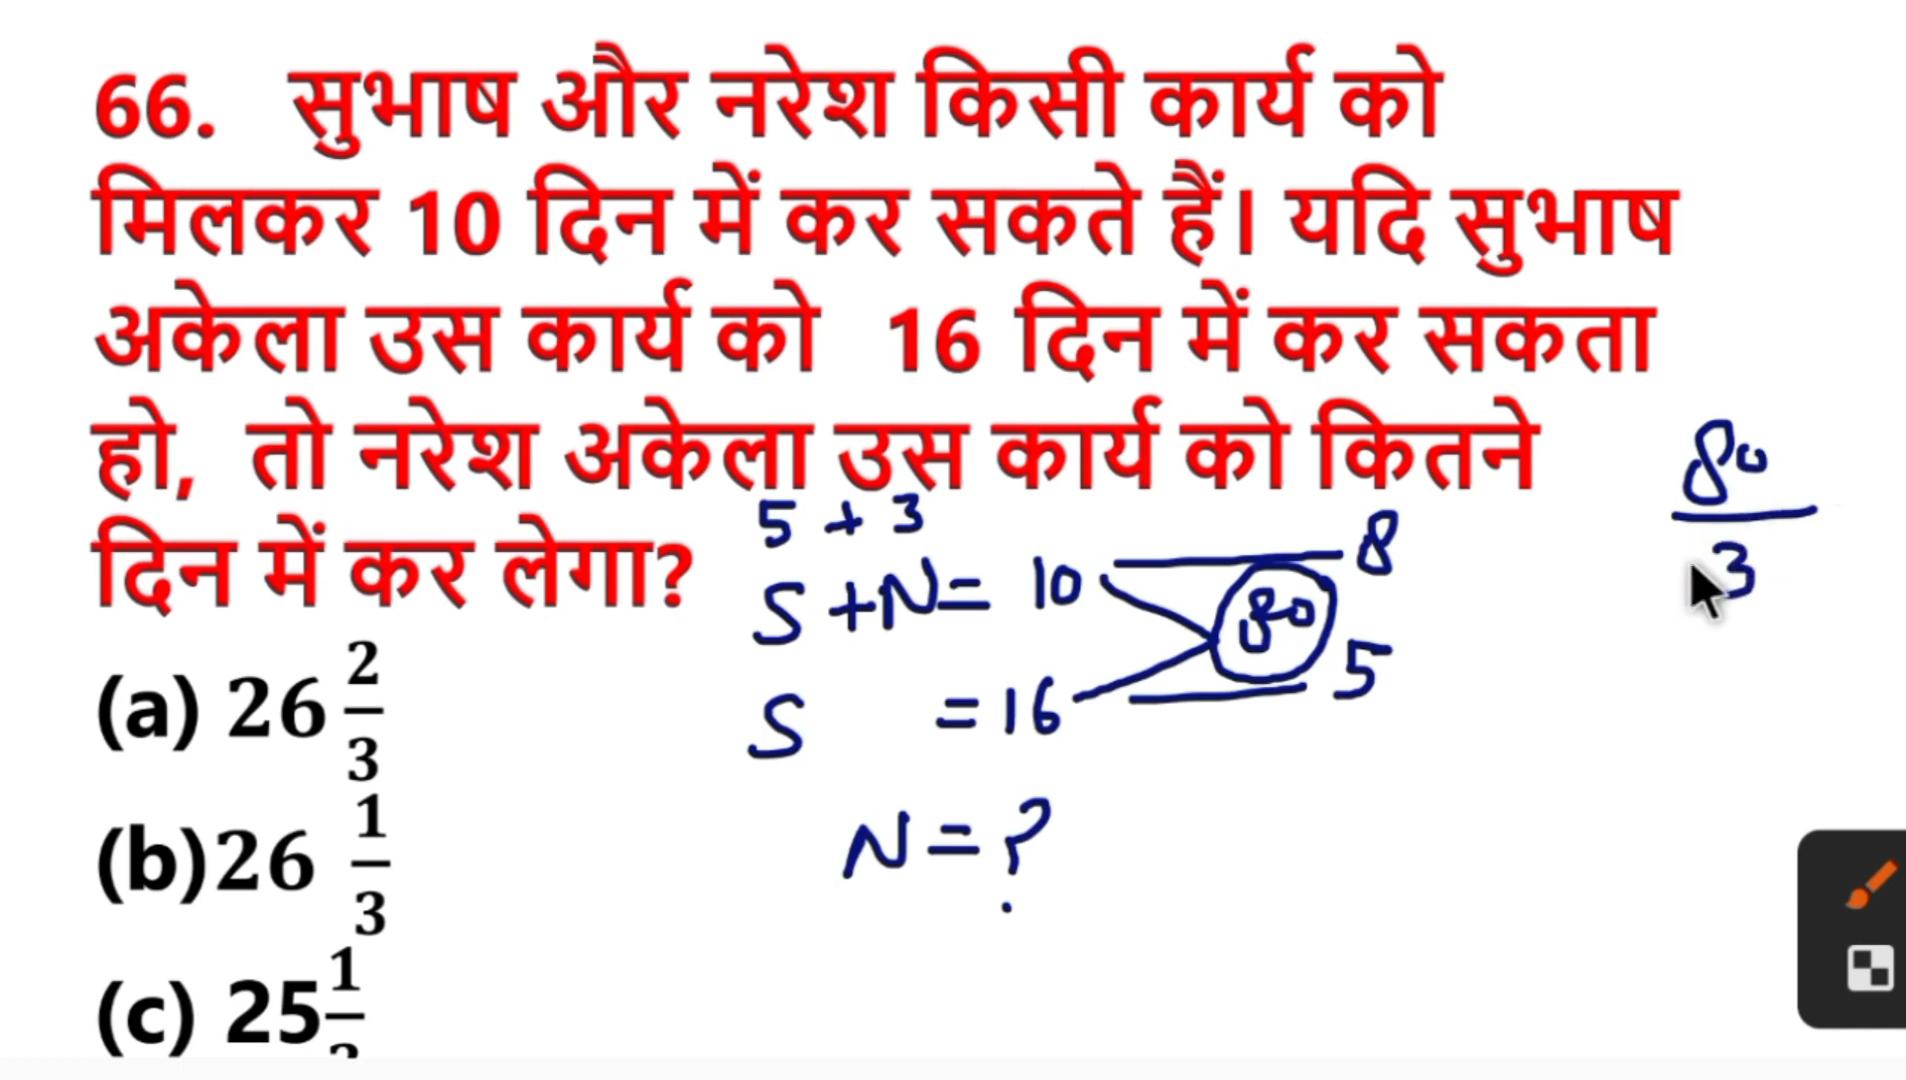 66. सुभाष और नरेश किसी कार्य को
मिलकर 10 दिन में कर सकते हैं। यदि सुभाष
अकेला उस कार्य को 16 दिन में कर सकता
हो, तो नरेश अकेला उस कार्य को कितने
दिन में कर लेगा?
5 + 3
S + N = 10
8
80
S = 16
5
N = ?
80
3
(a) 26 2/3
(b) 26 1/3
(c) 25 1/